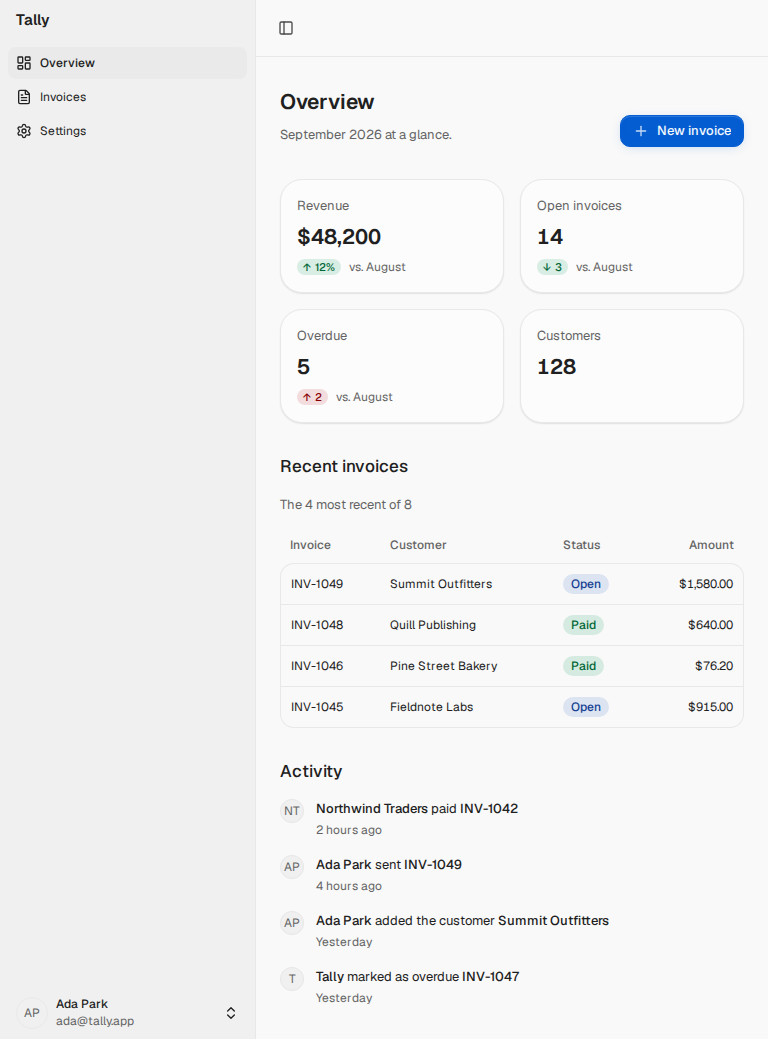 Tally
Overview
Invoices
Settings
AP
Ada Park
ada@tally.app
Overview
September 2026 at a glance.
New invoice
Revenue
$48,200
↑ 12% vs. August
Open invoices
14
↓ 3 vs. August
Overdue
5
↑ 2 vs. August
Customers
128
Recent invoices
The 4 most recent of 8
Invoice Customer Status Amount
INV-1049 Summit Outfitters Open $1,580.00
INV-1048 Quill Publishing Paid $640.00
INV-1046 Pine Street Bakery Paid $76.20
INV-1045 Fieldnote Labs Open $915.00
Activity
NT Northwind Traders paid INV-1042
2 hours ago
AP Ada Park sent INV-1049
4 hours ago
AP Ada Park added the customer Summit Outfitters
Yesterday
T Tally marked as overdue INV-1047
Yesterday